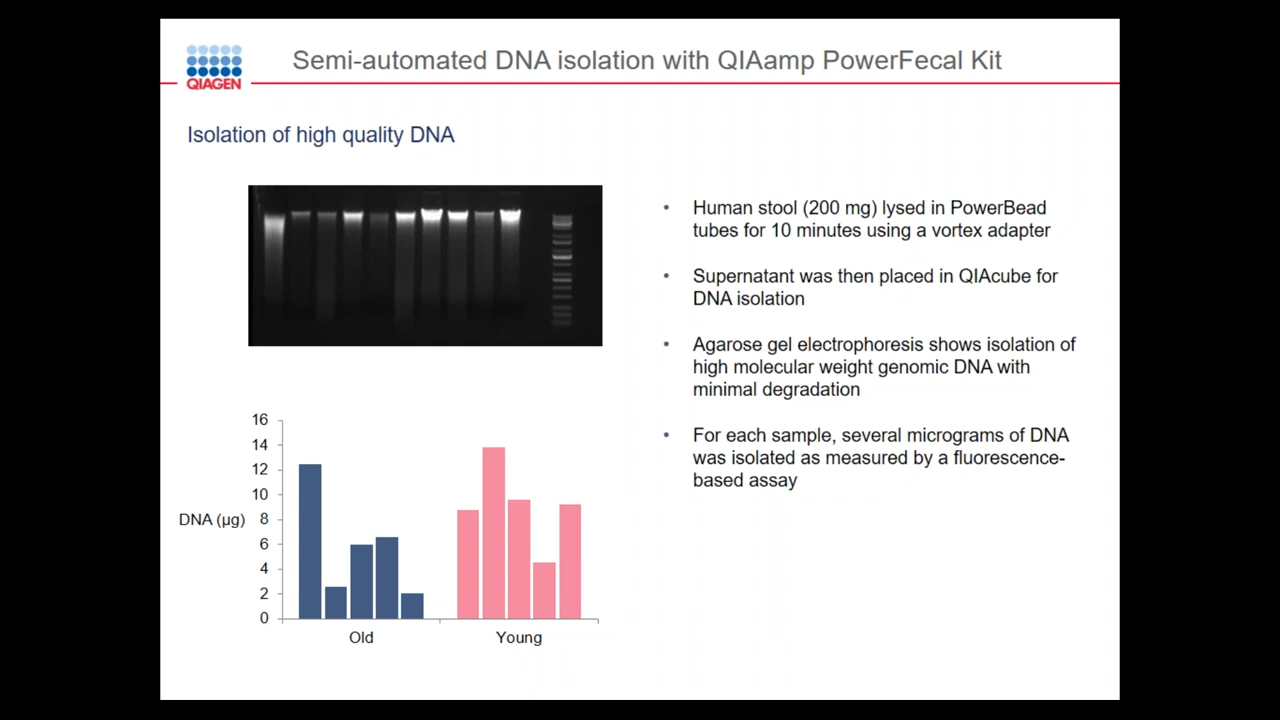 QIAGEN
Semi-automated DNA isolation with QIAamp PowerFecal Kit
Isolation of high quality DNA
• Human stool (200 mg) lysed in PowerBead
tubes for 10 minutes using a vortex adapter
• Supernatant was then placed in QIAcube for
DNA isolation
• Agarose gel electrophoresis shows isolation of
high molecular weight genomic DNA with
minimal degradation
• For each sample, several micrograms of DNA
was isolated as measured by a fluorescence-
based assay
16
14
12
10
DNA (µg)
8
6
4
2
0
Old
Young